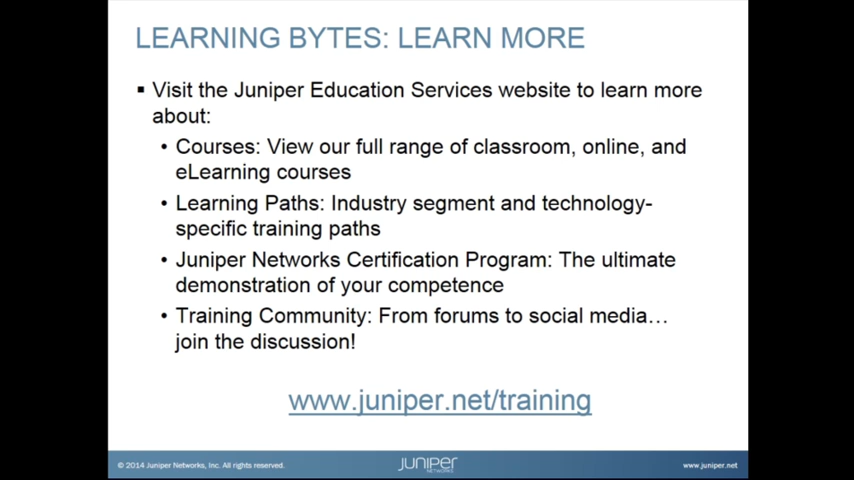 LEARNING BYTES: LEARN MORE
▪ Visit the Juniper Education Services website to learn more
about:
• Courses: View our full range of classroom, online, and
eLearning courses
• Learning Paths: Industry segment and technology-
specific training paths
• Juniper Networks Certification Program: The ultimate
demonstration of your competence
• Training Community: From forums to social media…
join the discussion!
www.juniper.net/training
© 2014 Juniper Networks, Inc. All rights reserved.
JUNIPER
NETWORKS
www.juniper.net